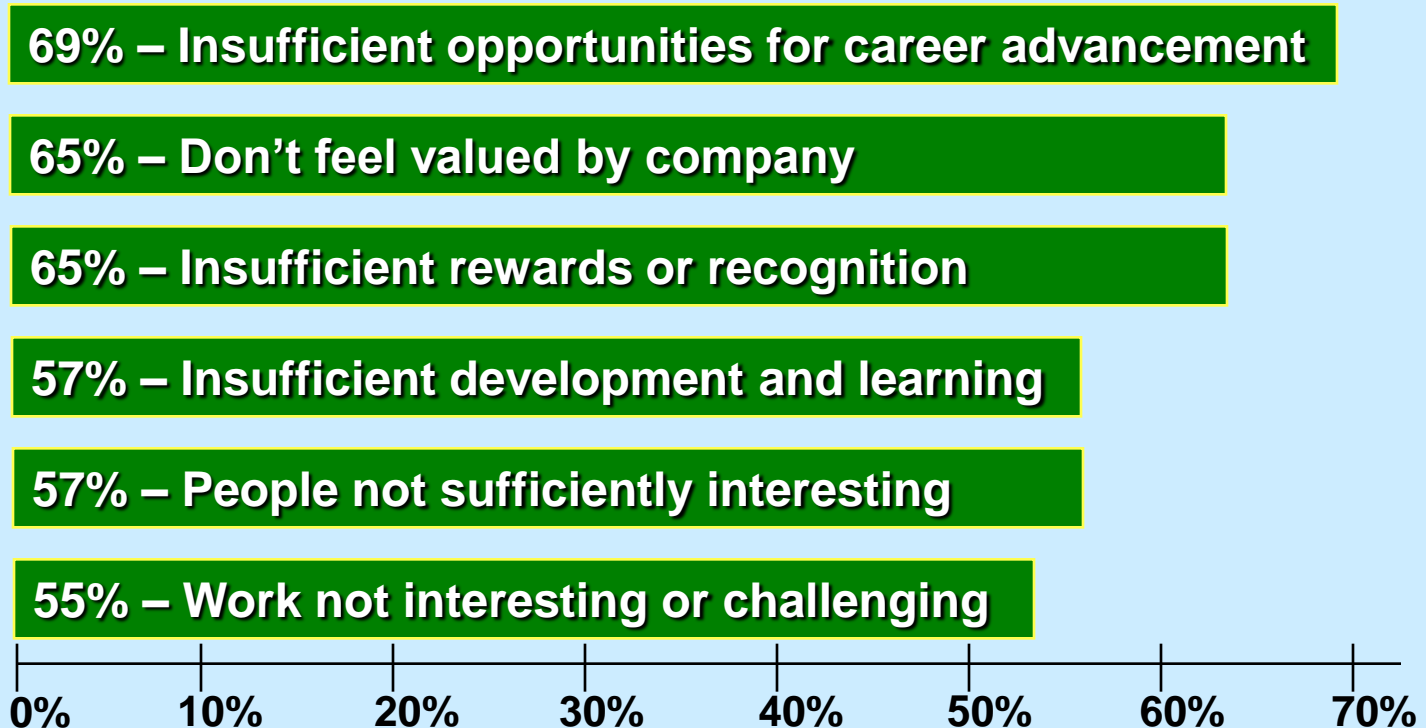 69% – Insufficient opportunities for career advancement
65% – Don’t feel valued by company
65% – Insufficient rewards or recognition
57% – Insufficient development and learning
57% – People not sufficiently interesting
55% – Work not interesting or challenging
0% 10% 20% 30% 40% 50% 60% 70%